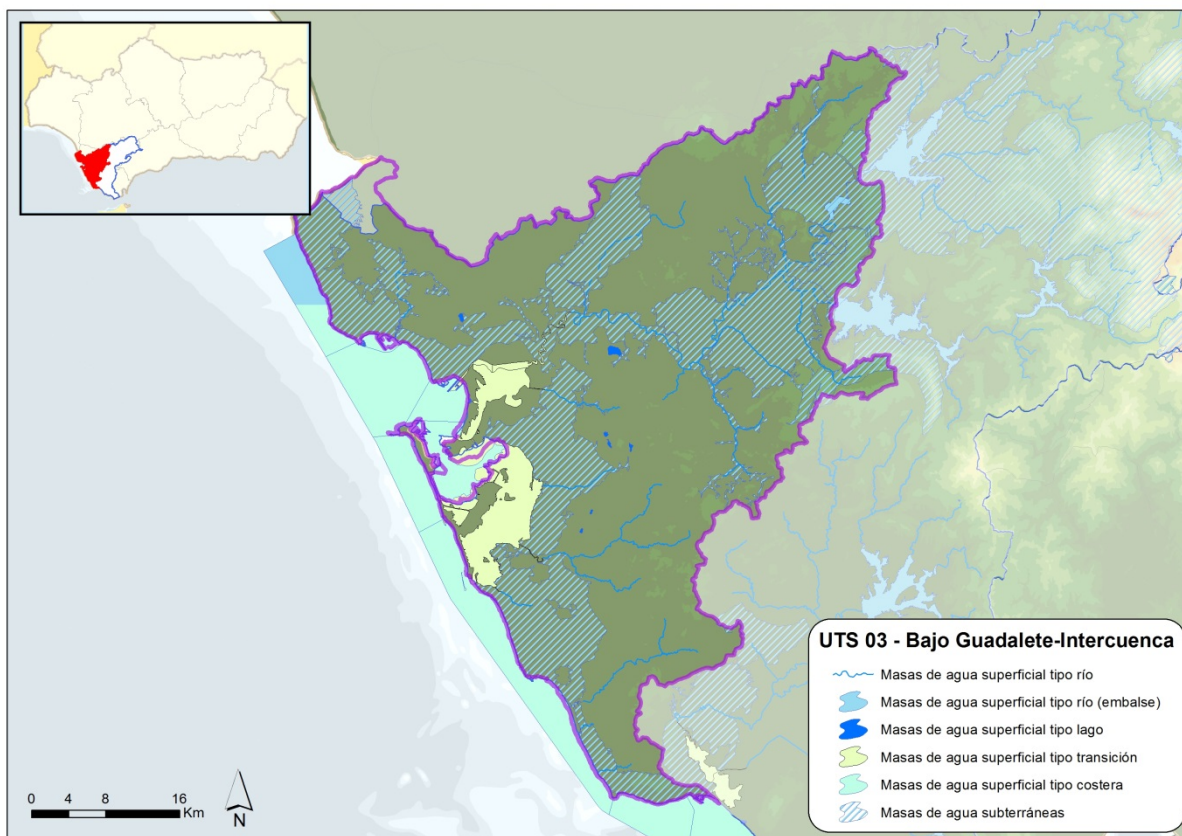 UTS 03 - Bajo Guadalete-Intercuenca
Masas de agua superficial tipo río
Masas de agua superficial tipo río (embalse)
Masas de agua superficial tipo lago
Masas de agua superficial tipo transición
Masas de agua superficial tipo costera
Masas de agua subterráneas
0 4 8 16
Km
N